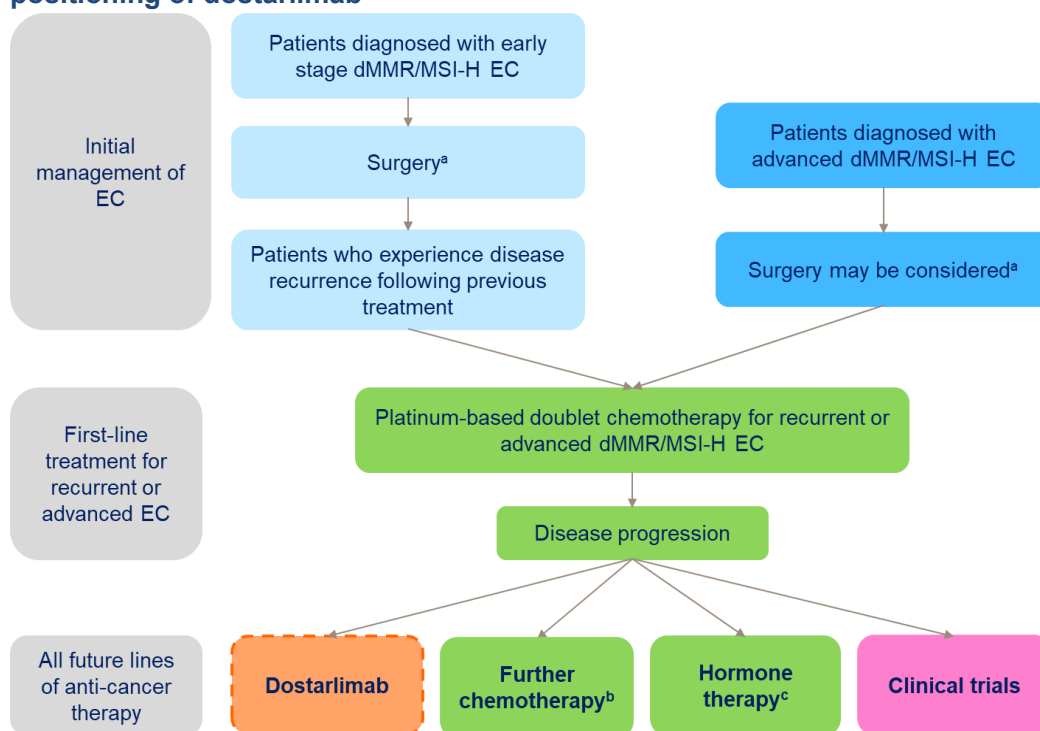 positioning of dostarlimab
Initial
management of
EC
Patients diagnosed with early
stage dMMR/MSI-H EC
Surgeryᵃ
Patients who experience disease
recurrence following previous
treatment
Patients diagnosed with
advanced dMMR/MSI-H EC
Surgery may be consideredᵃ
First-line
treatment for
recurrent or
advanced EC
Platinum-based doublet chemotherapy for recurrent or
advanced dMMR/MSI-H EC
Disease progression
All future lines
of anti-cancer
therapy
Dostarlimab
Further
chemotherapyᵇ
Hormone
therapyᶜ
Clinical trials